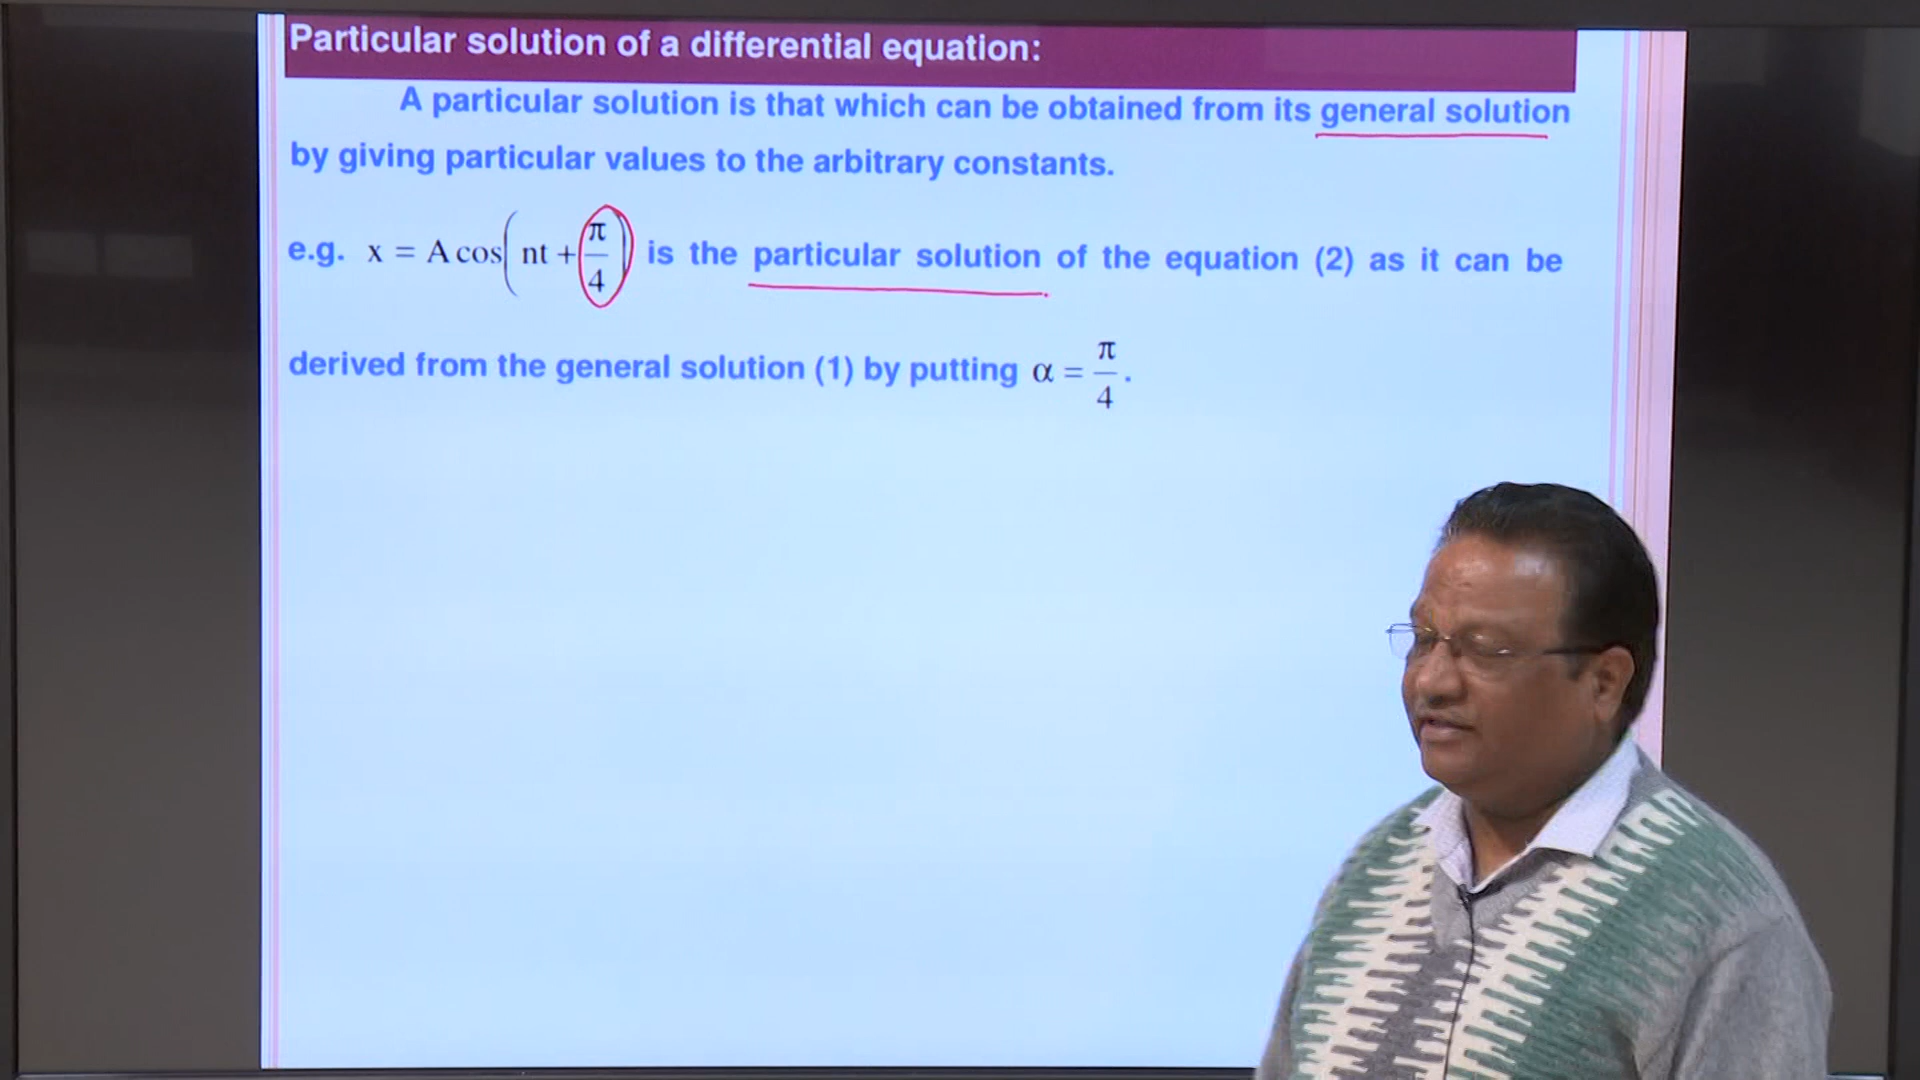 Particular solution of a differential equation:
A particular solution is that which can be obtained from its general solution
by giving particular values to the arbitrary constants.
e.g. x = A cos(nt + π/4) is the particular solution of the equation (2) as it can be
derived from the general solution (1) by putting α = π/4.